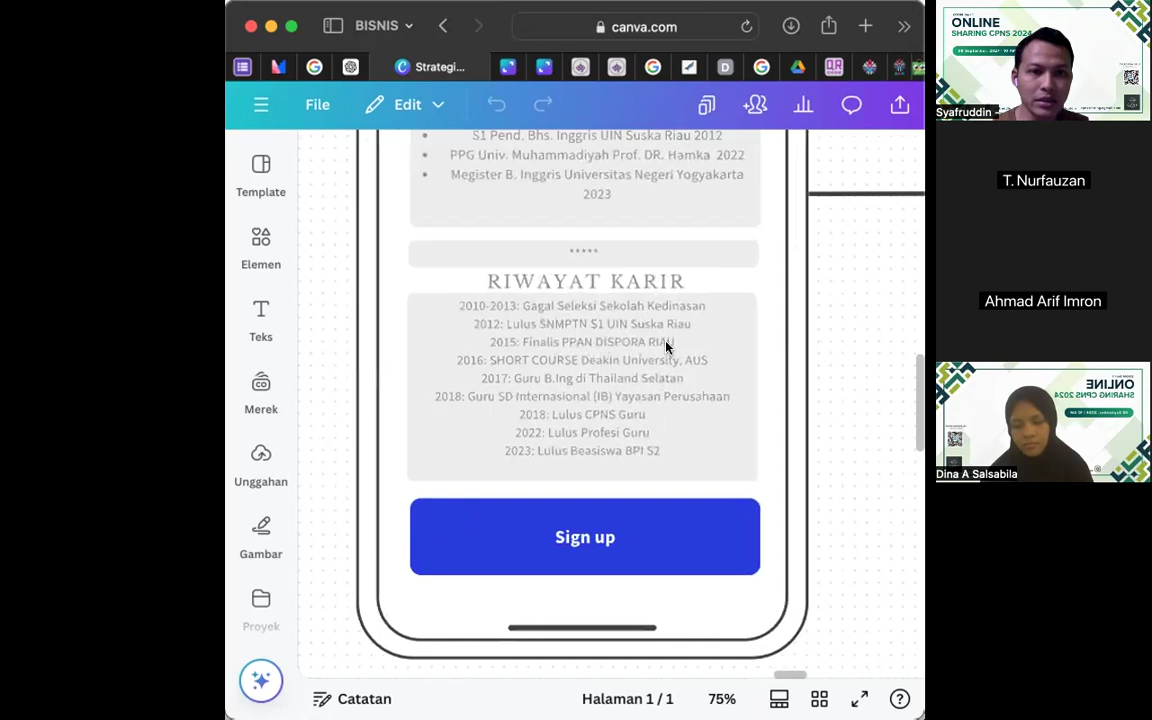 BISNIS
canva.com
Strategi...
File
Edit
Template
Elemen
Teks
Merek
Unggahan
Gambar
Proyek
S1 Pend. Bhs. Inggris UIN Suska Riau 2012
PPG Univ. Muhammadiyah Prof. DR. Hamka 2022
Megister B. Inggris Universitas Negeri Yogyakarta
2023
*****
RIWAYAT KARIR
2010-2013: Gagal Seleksi Sekolah Kedinasan
2012: Lulus SNMPTN S1 UIN Suska Riau
2015: Finalis PPAN DISPORA RIAU
2016: SHORT COURSE Deakin University, AUS
2017: Guru B.Ing di Thailand Selatan
2018: Guru SD Internasional (IB) Yayasan Perusahaan
2018: Lulus CPNS Guru
2022: Lulus Profesi Guru
2023: Lulus Beasiswa BPI S2
Sign up
Catatan
Halaman 1 / 1
75%
ONLINE
SHARING CPNS 2024
Syafruddin -
T. Nurfauzan
Ahmad Arif Imron
ONLINE
SHARING CPNS 2024
Dina A Salsabila